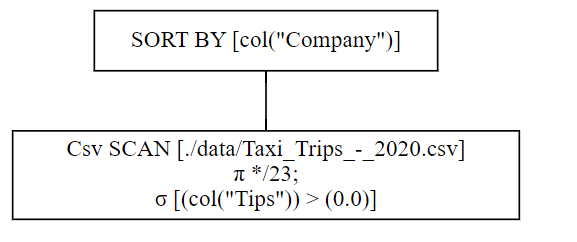 SORT BY [col("Company")]
Csv SCAN [./data/Taxi_Trips_-_2020.csv]
π */23;
σ [(col("Tips")) > (0.0)]